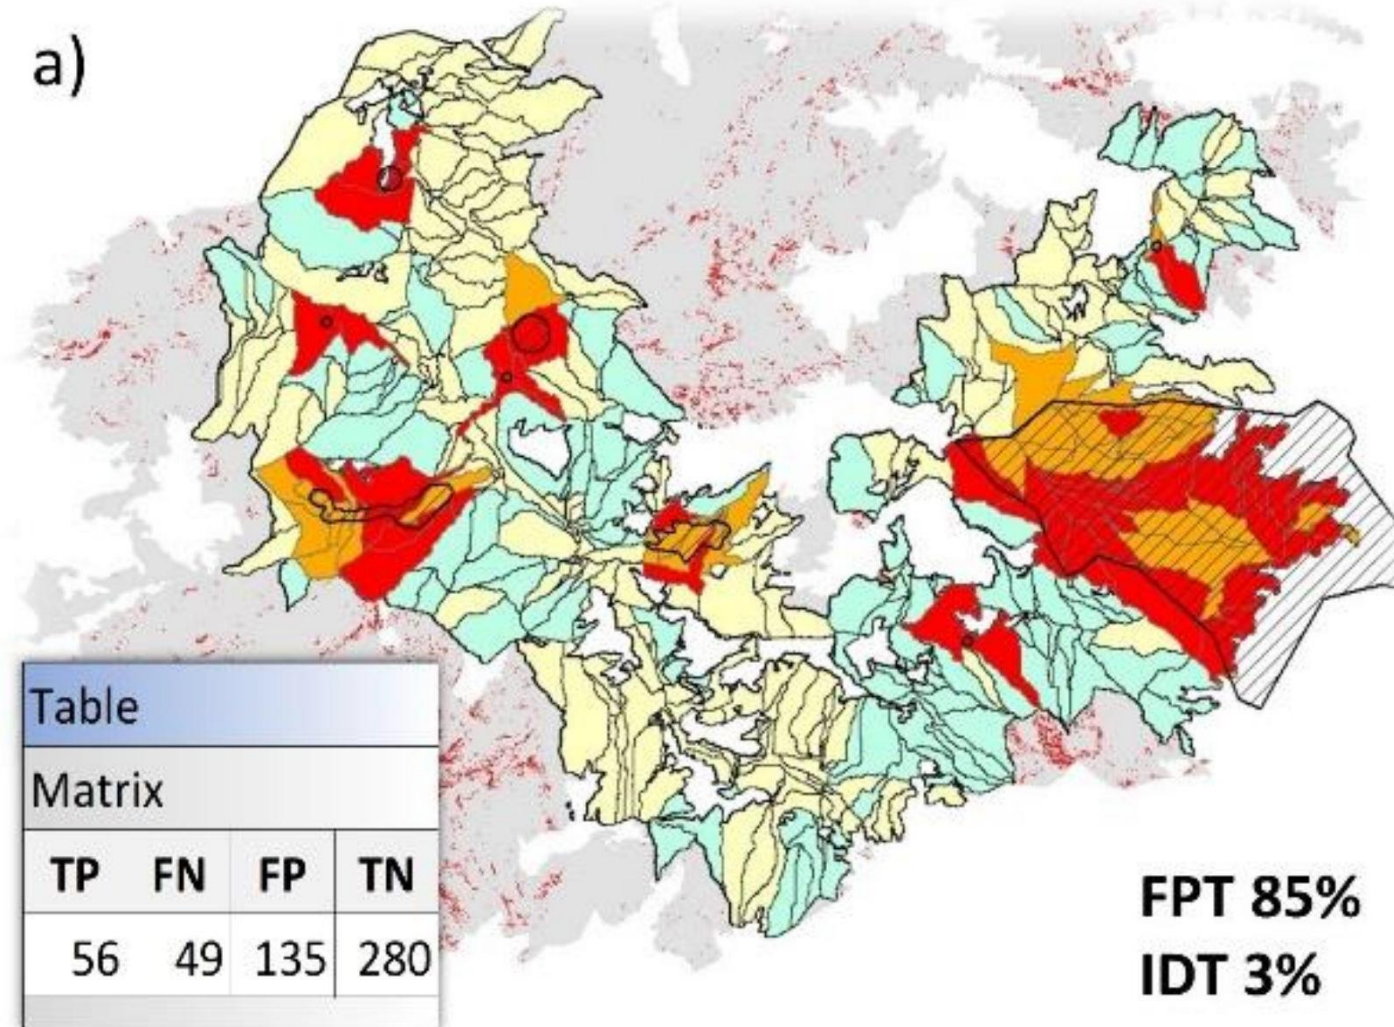 a)
Table
Matrix
TP FN FP TN
56 49 135 280
FPT 85%
IDT 3%